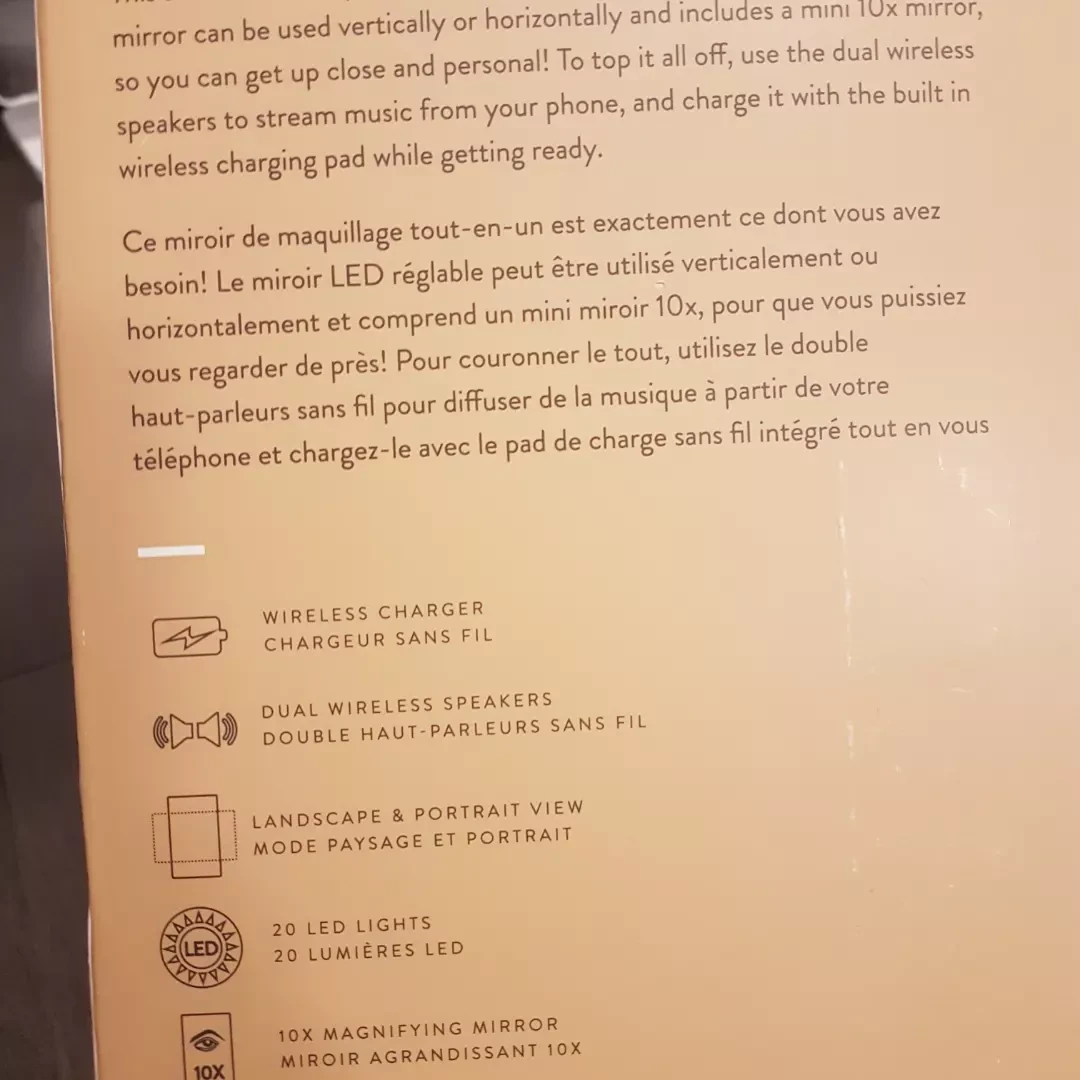 mirror can be used vertically or horizontally and includes a mini 10x mirror,
so you can get up close and personal! To top it all off, use the dual wireless
speakers to stream music from your phone, and charge it with the built in
wireless charging pad while getting ready.
Ce miroir de maquillage tout-en-un est exactement ce dont vous avez
besoin! Le miroir LED réglable peut être utilisé verticalement ou
horizontalement et comprend un mini miroir 10x, pour que vous puissiez
vous regarder de près! Pour couronner le tout, utilisez le double
haut-parleurs sans fil pour diffuser de la musique à partir de votre
téléphone et chargez-le avec le pad de charge sans fil intégré tout en vous
WIRELESS CHARGER
CHARGEUR SANS FIL
DUAL WIRELESS SPEAKERS
DOUBLE HAUT-PARLEURS SANS FIL
LANDSCAPE & PORTRAIT VIEW
MODE PAYSAGE ET PORTRAIT
LED
20 LED LIGHTS
20 LUMIÈRES LED
10X MAGNIFYING MIRROR
MIROIR AGRANDISSANT 10X
10X